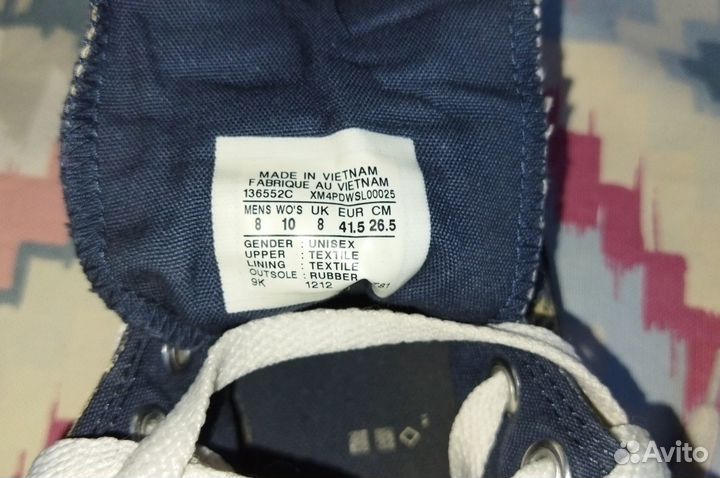 MADE IN VIETNAM
FABRIQUE AU VIETNAM
136552C XM4PDWSL00025
MENS WO'S UK EUR CM
8 10 8 41.5 26.5
GENDER : UNISEX
UPPER : TEXTILE
LINING : TEXTILE
OUTSOLE : RUBBER
9K 1212
Avito